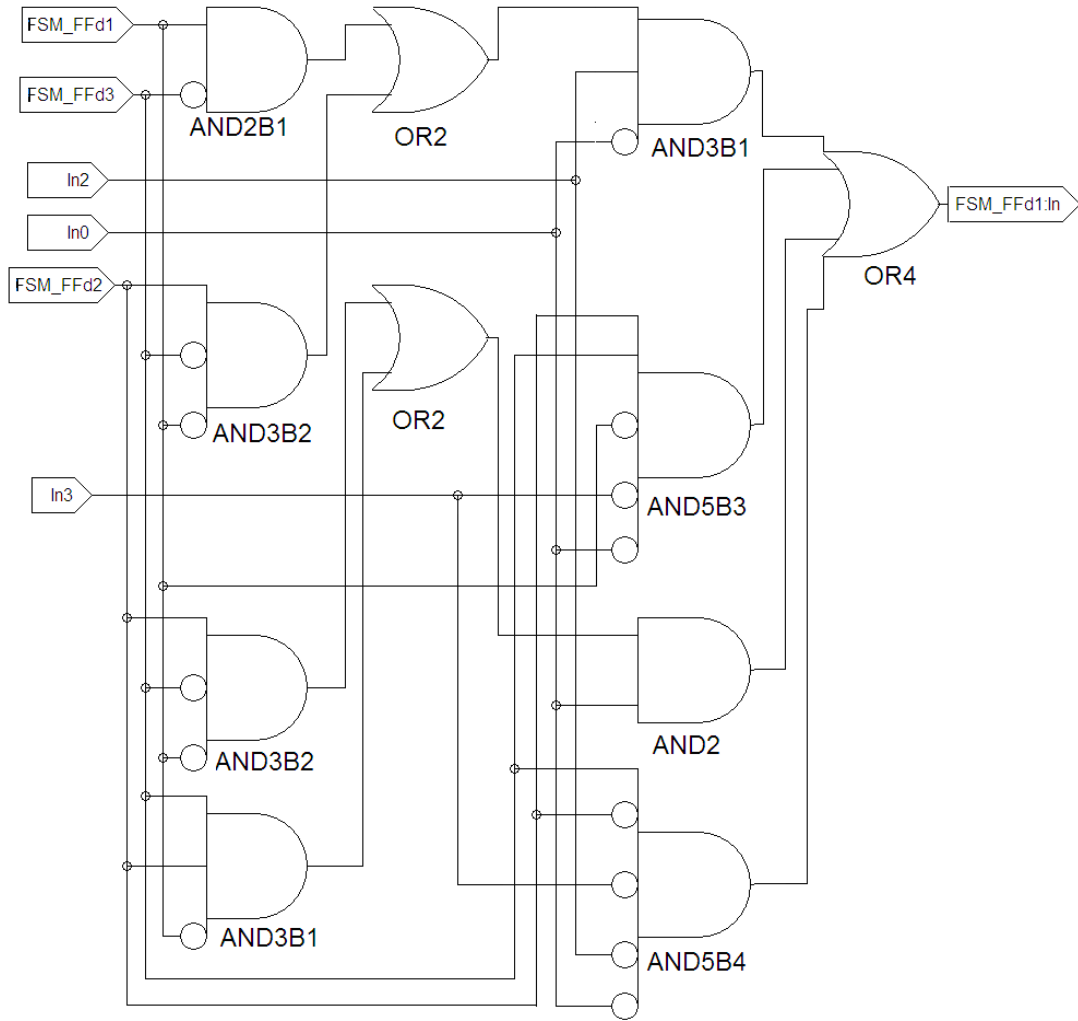 FSM_FFd1
FSM_FFd3
AND2B1
OR2
AND3B1
In2
In0
FSM_FFd1:In
FSM_FFd2
OR4
AND3B2
OR2
In3
AND5B3
AND3B2
AND2
AND3B1
AND5B4